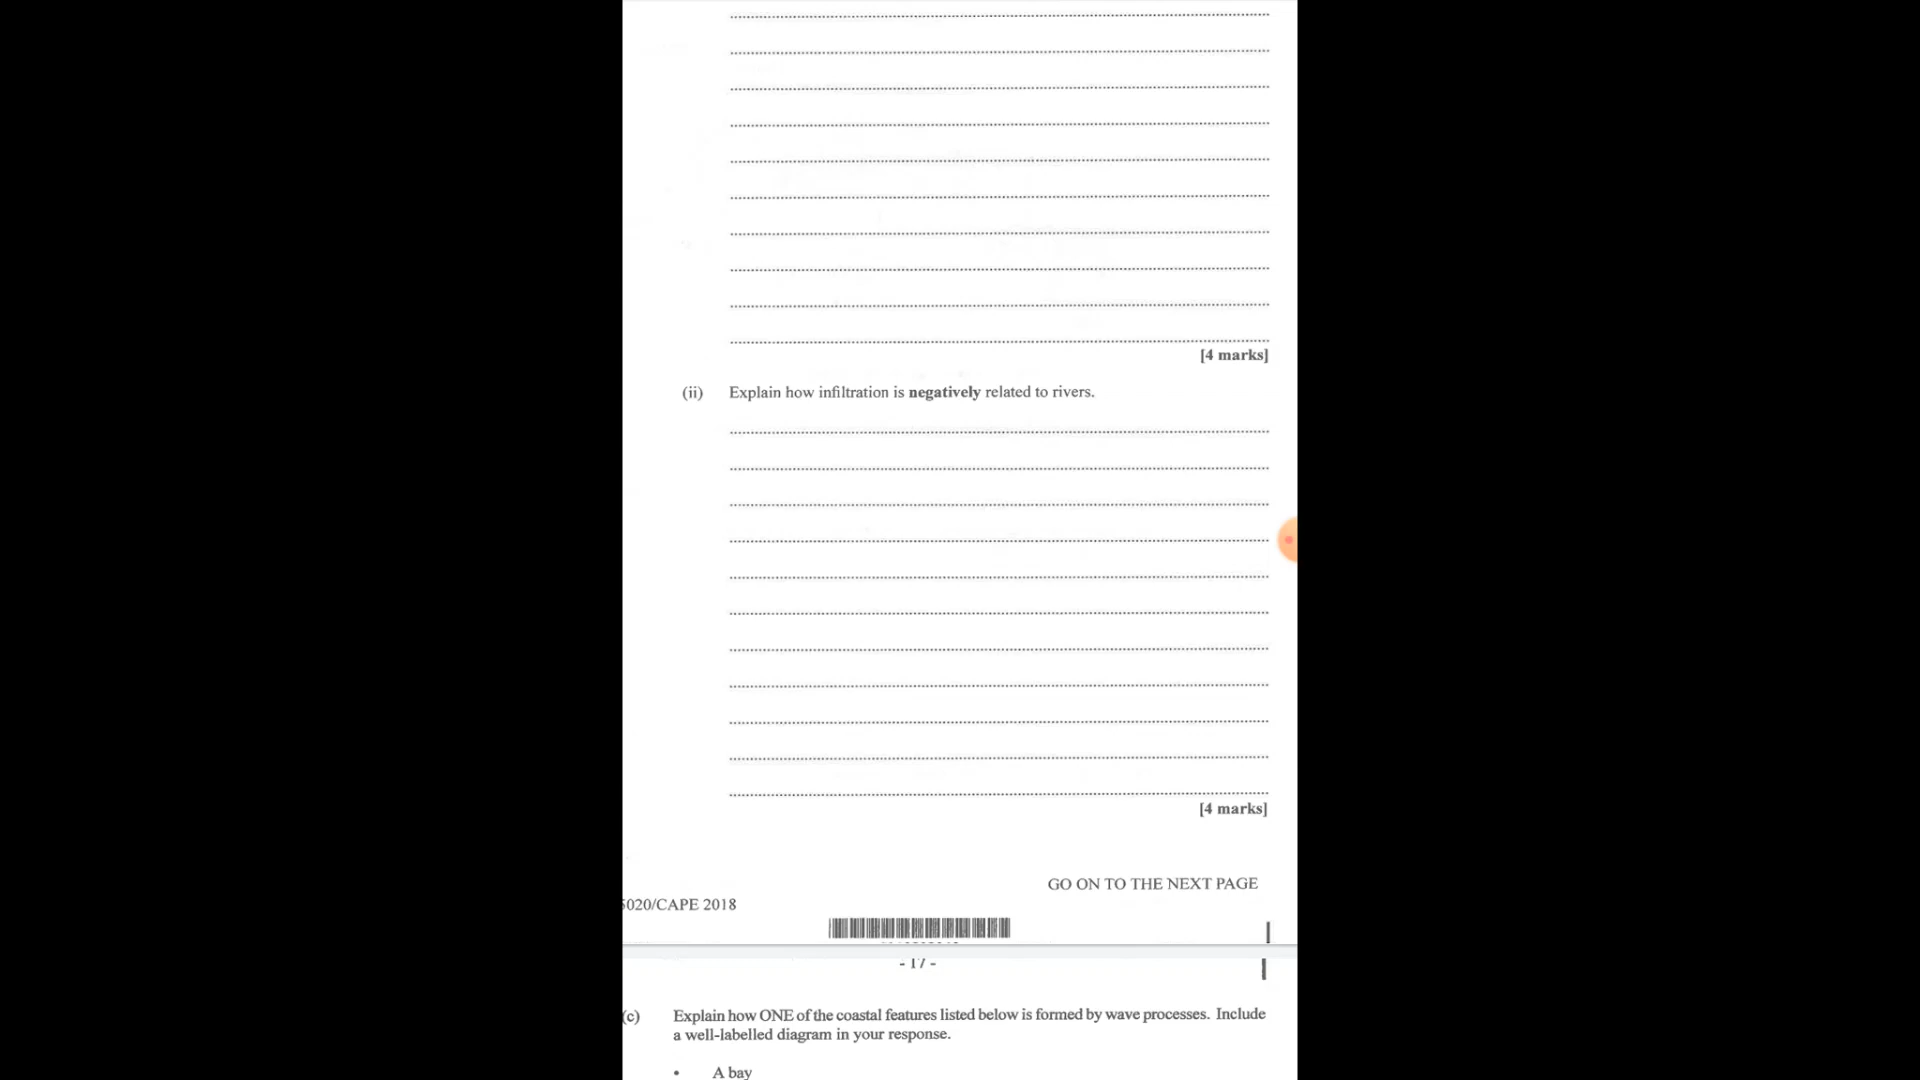 [4 marks]
(ii) Explain how infiltration is negatively related to rivers.
[4 marks]
GO ON TO THE NEXT PAGE
5020/CAPE 2018
- 17 -
(c) Explain how ONE of the coastal features listed below is formed by wave processes. Include
a well-labelled diagram in your response.
• A bay